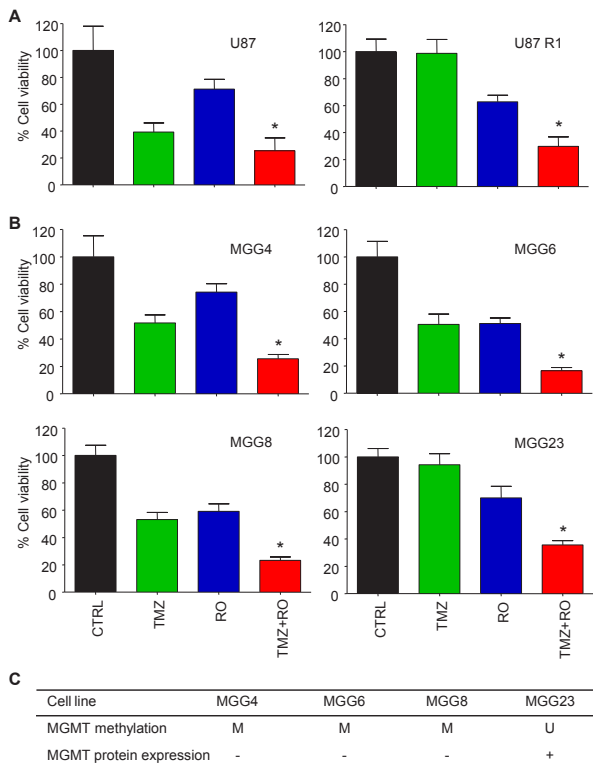 A
U87
U87 R1
% Cell viability
120
100
80
60
40
20
0
*
120
100
80
60
40
20
0
*
B
MGG4
MGG6
% Cell viability
120
100
80
60
40
20
0
*
120
100
80
60
40
20
0
*
MGG8
MGG23
% Cell viability
120
100
80
60
40
20
0
*
120
100
80
60
40
20
0
*
CTRL
TMZ
RO
TMZ+RO
CTRL
TMZ
RO
TMZ+RO
C
Cell line MGG4 MGG6 MGG8 MGG23
MGMT methylation M M M U
MGMT protein expression - - - +